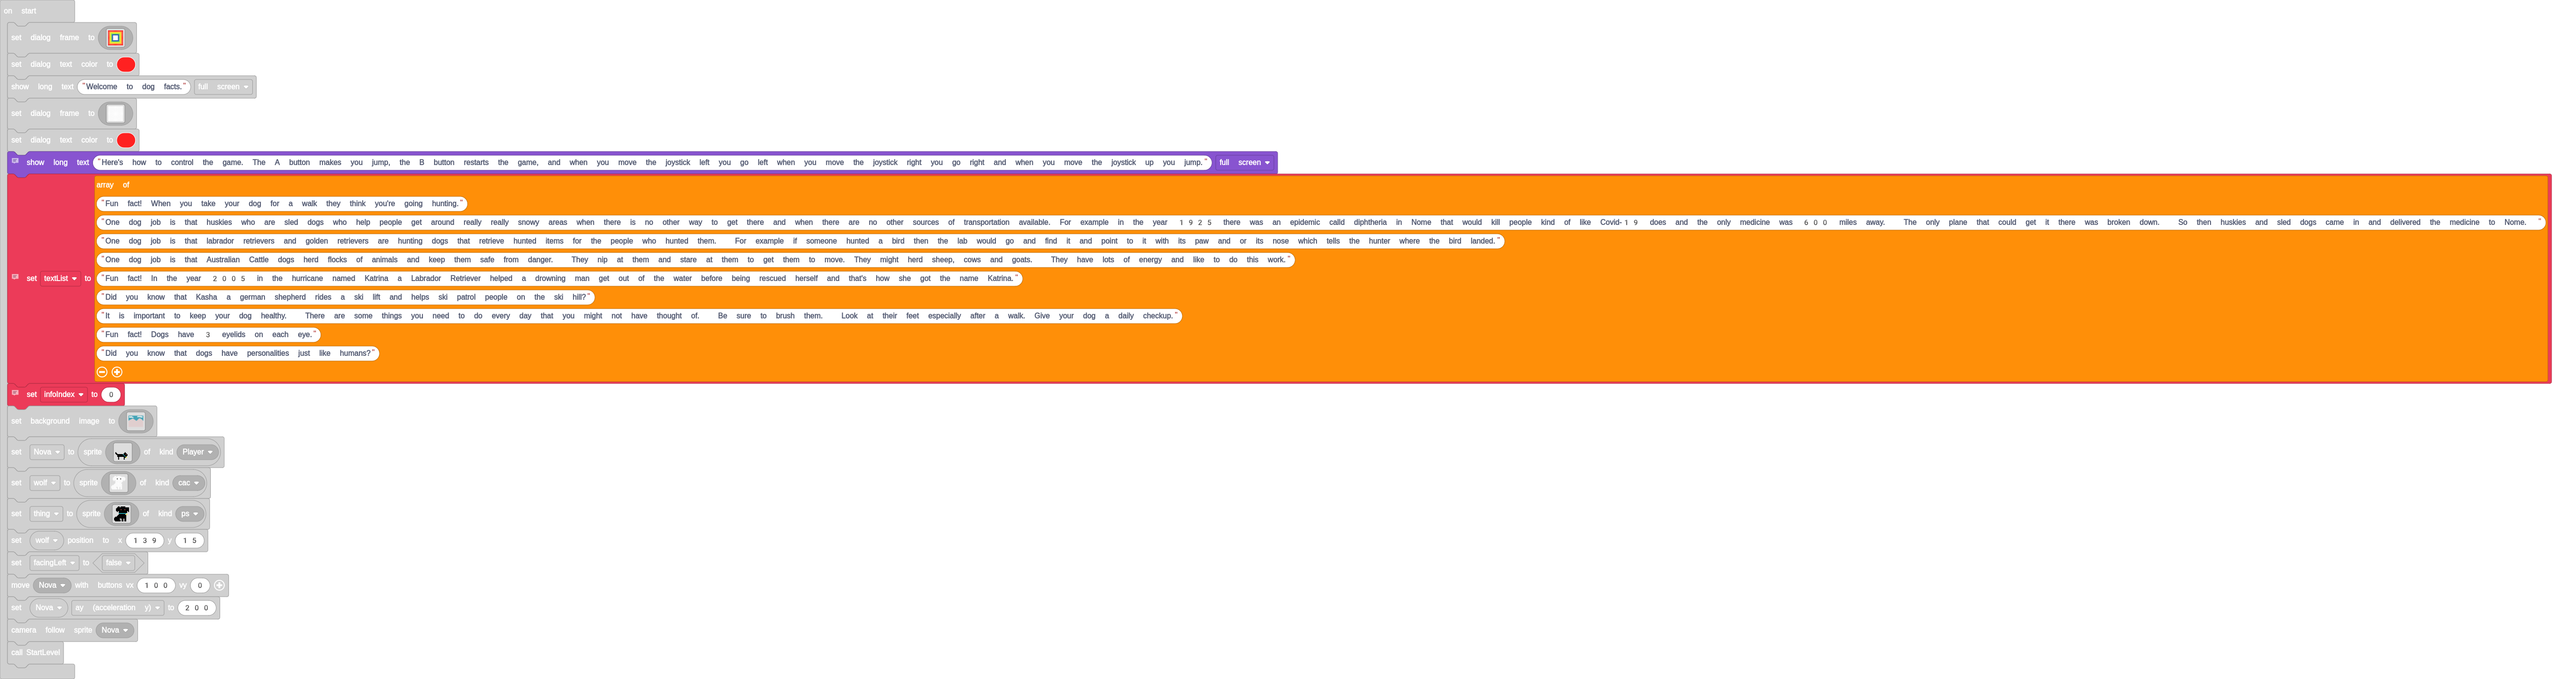 on start
set dialog frame to
set dialog text color to
show long text "Welcome to dog facts." full screen
set dialog frame to
set dialog text color to
show long text "Here's how to control the game. The A button makes you jump, the B button restarts the game, and when you move the joystick left you go left when you move the joystick right you go right and when you move the joystick up you jump." full screen
set textList to array of
"Fun fact! When you take your dog for a walk they think you're going hunting."
"One dog job is that huskies who are sled dogs who help people get around really really snowy areas when there is no other way to get there and when there are no other sources of transportation available. For example in the year 1925 there was an epidemic calld diphtheria in Nome that would kill people kind of like Covid-19 does and the only medicine was 600 miles away. The only plane that could get it there was broken down. So then huskies and sled dogs came in and delivered the medicine to Nome. "
"One dog job is that labrador retrievers and golden retrievers are hunting dogs that retrieve hunted items for the people who hunted them. For example if someone hunted a bird then the lab would go and find it and point to it with its paw and or its nose which tells the hunter where the bird landed."
"One dog job is that Australian Cattle dogs herd flocks of animals and keep them safe from danger. They nip at them and stare at them to get them to move. They might herd sheep, cows and goats. They have lots of energy and like to do this work."
"Fun fact! In the year 2005 in the hurricane named Katrina a Labrador Retriever helped a drowning man get out of the water before being rescued herself and that's how she got the name Katrina."
"Did you know that Kasha a german shepherd rides a ski lift and helps ski patrol people on the ski hill?"
"It is important to keep your dog healthy. There are some things you need to do every day that you might not have thought of. Be sure to brush them. Look at their feet especially after a walk. Give your dog a daily checkup."
"Fun fact! Dogs have 3 eyelids on each eye."
"Did you know that dogs have personalities just like humans?"
set infoIndex to 0
set background image to
set Nova to sprite of kind Player
set wolf to sprite of kind cac
set thing to sprite of kind ps
set wolf position to x 139 y 15
set facingLeft to false
move Nova with buttons vx 100 vy 0
set Nova ay (acceleration y) to 200
camera follow sprite Nova
call StartLevel